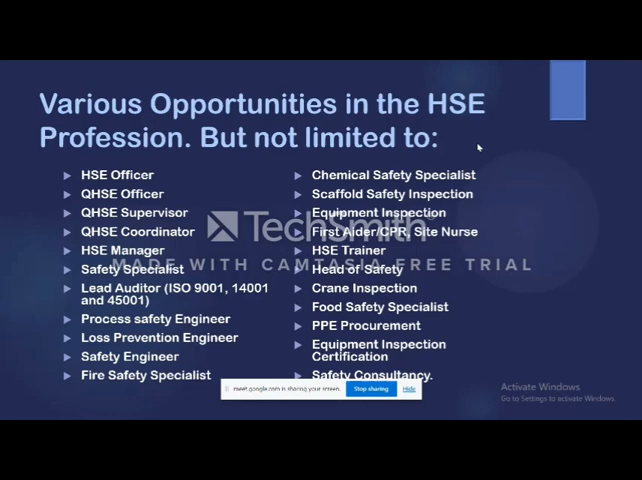 Various Opportunities in the HSE
Profession. But not limited to:
HSE Officer
QHSE Officer
QHSE Supervisor
QHSE Coordinator
HSE Manager
Safety Specialist
Lead Auditor (ISO 9001, 14001
and 45001)
Process safety Engineer
Loss Prevention Engineer
Safety Engineer
Fire Safety Specialist
Chemical Safety Specialist
Scaffold Safety Inspection
Equipment Inspection
First Aider/CPR, Site Nurse
HSE Trainer
Head of Safety
Crane Inspection
Food Safety Specialist
PPE Procurement
Equipment Inspection
Certification
Safety Consultancy.
TechSmith
MADE WITH CAMTASIA FREE TRIAL
meet.google.com is sharing your screen.
Stop sharing
Hide
Activate Windows
Go to Settings to activate Windows.